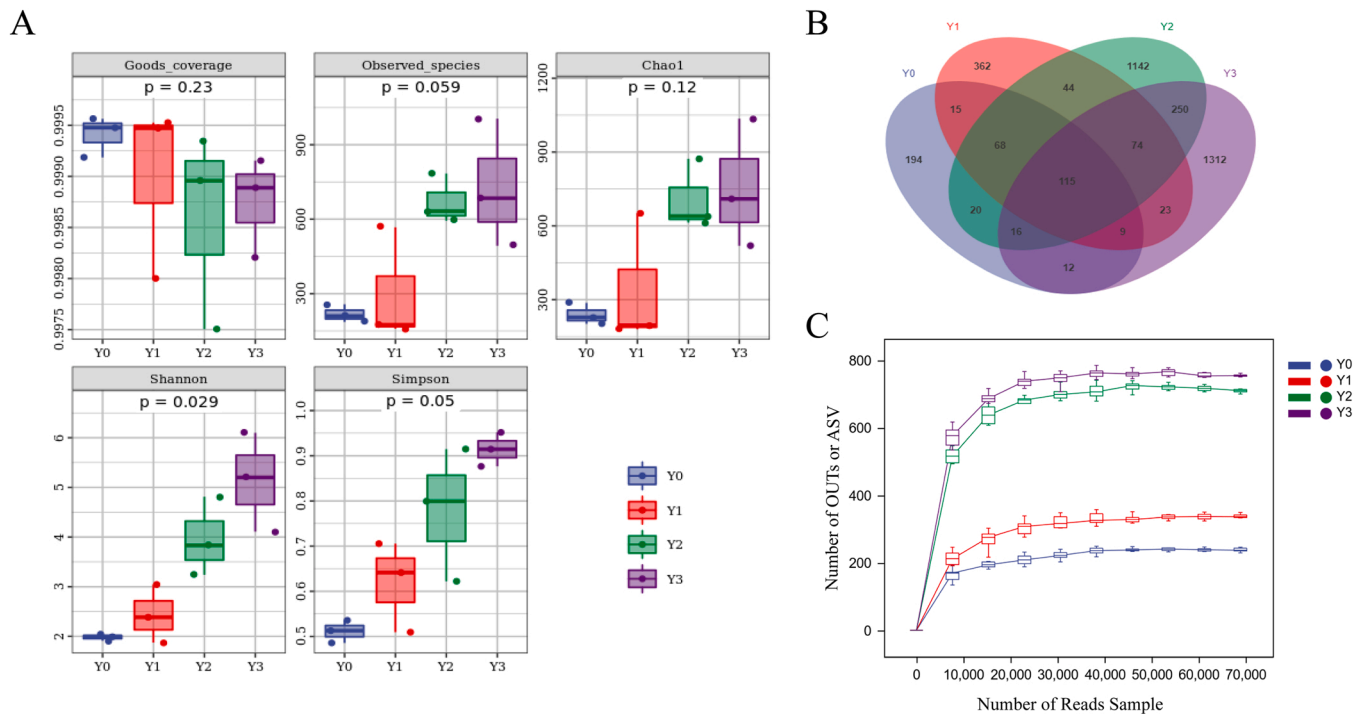 A
Goods_coverage
p = 0.23
0.9995
0.9990
0.9985
0.9980
0.9975
Y0 Y1 Y2 Y3
Observed_species
p = 0.059
900
600
300
Y0 Y1 Y2 Y3
Chao1
p = 0.12
1200
900
600
300
Y0 Y1 Y2 Y3
Shannon
p = 0.029
6
5
4
3
2
Y0 Y1 Y2 Y3
Simpson
p = 0.05
1.0
0.9
0.8
0.7
0.6
0.5
Y0 Y1 Y2 Y3
Y0
Y1
Y2
Y3
B
Y1 Y2
Y0 Y3
362 1142
44
15 250
68 74
194 1312
115
20 23
16 9
12
C
Number of OUTs or ASV
800
600
400
200
0
0 10,000 20,000 30,000 40,000 50,000 60,000 70,000
Number of Reads Sample
Y0
Y1
Y2
Y3